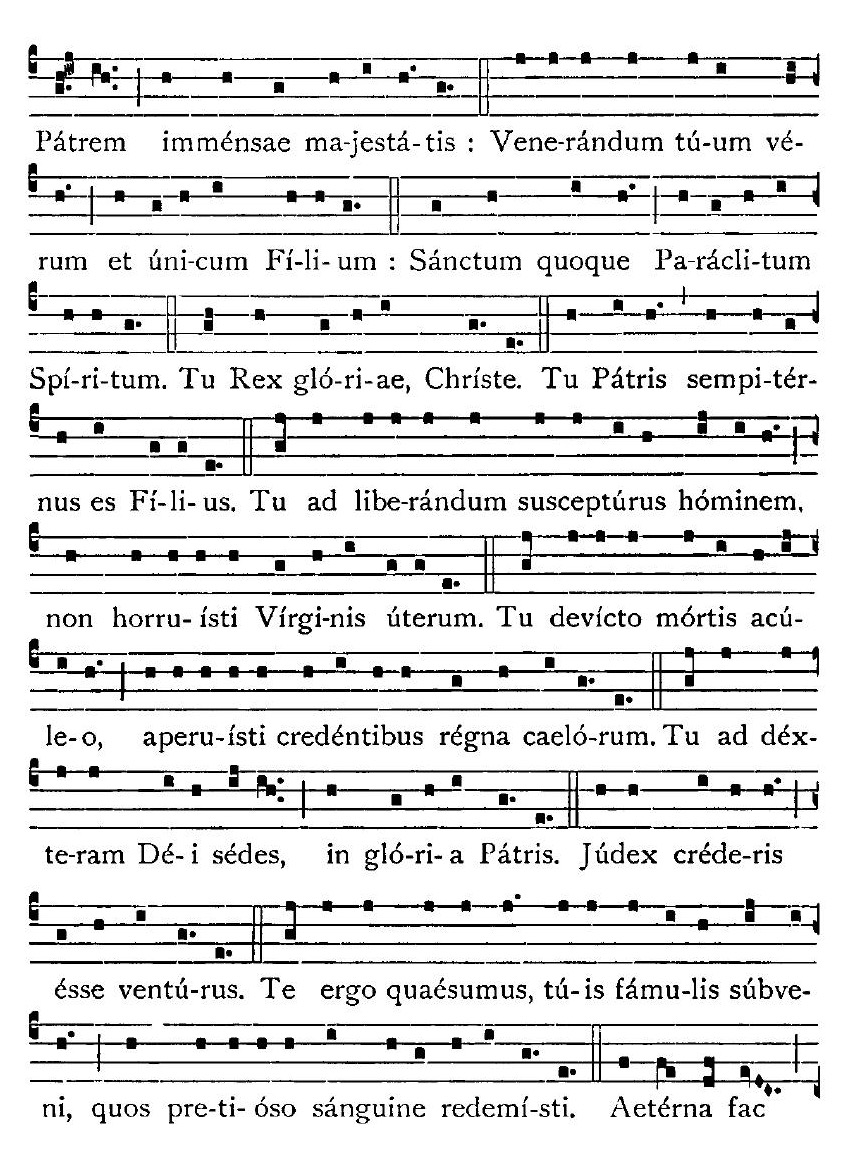 Pátrem imménsae ma-jestá-tis : Vene-rándum tú-um vé-
rum et úni-cum Fí-li-um : Sánctum quoque Pa-rácli-tum
Spí-ri-tum. Tu Rex gló-ri-ae, Chríste. Tu Pátris sempi-tér-
nus es Fí-li-us. Tu ad libe-rándum susceptúrus hóminem,
non horru-ísti Vírgi-nis úterum. Tu devícto mórtis acú-
le-o, aperu-ísti credéntibus régna caeló-rum. Tu ad déx-
te-ram Dé-i sédes, in gló-ri-a Pátris. Júdex créde-ris
ésse ventú-rus. Te ergo quaésumus, tú-is fámu-lis súbve-
ni, quos pre-ti-óso sánguine redemí-sti. Aetérna fac